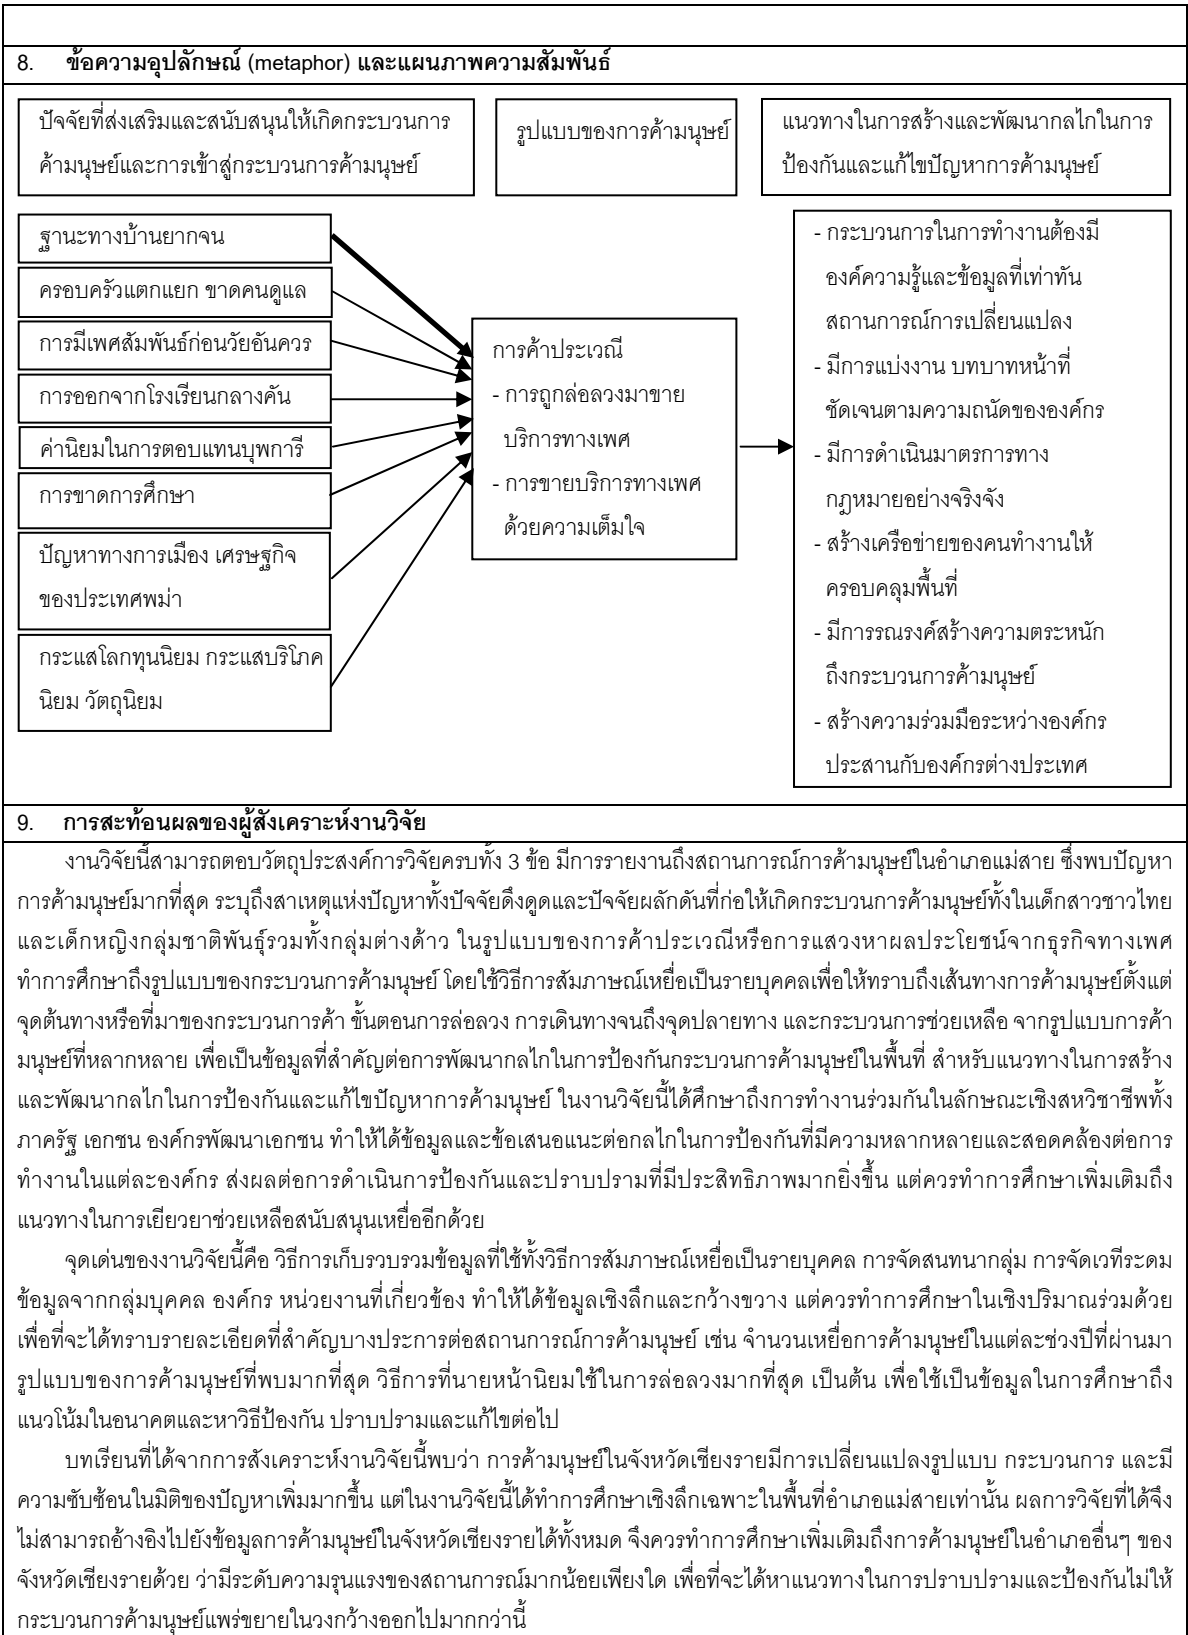 8. ข้อความอุปลักษณ์ (metaphor) และแผนภาพความสัมพันธ์
ปัจจัยที่ส่งเสริมและสนับสนุนให้เกิดกระบวนการ
ค้ามนุษย์และการเข้าสู่กระบวนการค้ามนุษย์
รูปแบบของการค้ามนุษย์
แนวทางในการสร้างและพัฒนากลไกในการ
ป้องกันและแก้ไขปัญหาการค้ามนุษย์
ฐานะทางบ้านยากจน
ครอบครัวแตกแยก ขาดคนดูแล
การมีเพศสัมพันธ์ก่อนวัยอันควร
การออกจากโรงเรียนกลางคัน
ค่านิยมในการตอบแทนบุพการี
การขาดการศึกษา
ปัญหาทางการเมือง เศรษฐกิจ
ของประเทศพม่า
กระแสโลกทุนนิยม กระแสบริโภค
นิยม วัตถุนิยม
การค้าประเวณี
- การถูกล่อลวงมาขาย
บริการทางเพศ
- การขายบริการทางเพศ
ด้วยความเต็มใจ
- กระบวนการในการทำงานต้องมี
องค์ความรู้และข้อมูลที่เท่าทัน
สถานการณ์การเปลี่ยนแปลง
- มีการแบ่งงาน บทบาทหน้าที่
ชัดเจนตามความถนัดขององค์กร
- มีการดำเนินมาตรการทาง
กฎหมายอย่างจริงจัง
- สร้างเครือข่ายของคนทำงานให้
ครอบคลุมพื้นที่
- มีการรณรงค์สร้างความตระหนัก
ถึงกระบวนการค้ามนุษย์
- สร้างความร่วมมือระหว่างองค์กร
ประสานกับองค์กรต่างประเทศ
9. การสะท้อนผลของผู้สังเคราะห์งานวิจัย
งานวิจัยนี้สามารถตอบวัตถุประสงค์การวิจัยครบทั้ง 3 ข้อ มีการรายงานถึงสถานการณ์การค้ามนุษย์ในอำเภอแม่สาย ซึ่งพบปัญหา
การค้ามนุษย์มากที่สุด ระบุถึงสาเหตุแห่งปัญหาทั้งปัจจัยดึงดูดและปัจจัยผลักดันที่ก่อให้เกิดกระบวนการค้ามนุษย์ทั้งในเด็กสาวชาวไทย
และเด็กหญิงกลุ่มชาติพันธุ์รวมทั้งกลุ่มต่างด้าว ในรูปแบบของการค้าประเวณีหรือการแสวงหาผลประโยชน์จากธุรกิจทางเพศ
ทำการศึกษาถึงรูปแบบของกระบวนการค้ามนุษย์ โดยใช้วิธีการสัมภาษณ์เหยื่อเป็นรายบุคคลเพื่อให้ทราบถึงเส้นทางการค้ามนุษย์ตั้งแต่
จุดต้นทางหรือที่มาของกระบวนการค้า ขั้นตอนการล่อลวง การเดินทางจนถึงจุดปลายทาง และกระบวนการช่วยเหลือ จากรูปแบบการค้า
มนุษย์ที่หลากหลาย เพื่อเป็นข้อมูลที่สำคัญต่อการพัฒนากลไกในการป้องกันกระบวนการค้ามนุษย์ในพื้นที่ สำหรับแนวทางในการสร้าง
และพัฒนากลไกในการป้องกันและแก้ไขปัญหาการค้ามนุษย์ ในงานวิจัยนี้ได้ศึกษาถึงการทำงานร่วมกันในลักษณะเชิงสหวิชาชีพทั้ง
ภาครัฐ เอกชน องค์กรพัฒนาเอกชน ทำให้ได้ข้อมูลและข้อเสนอแนะต่อกลไกในการป้องกันที่มีความหลากหลายและสอดคล้องต่อการ
ทำงานในแต่ละองค์กร ส่งผลต่อการดำเนินการป้องกันและปราบปรามที่มีประสิทธิภาพมากยิ่งขึ้น แต่ควรทำการศึกษาเพิ่มเติมถึง
แนวทางในการเยียวยาช่วยเหลือสนับสนุนเหยื่ออีกด้วย
จุดเด่นของงานวิจัยนี้คือ วิธีการเก็บรวบรวมข้อมูลที่ใช้ทั้งวิธีการสัมภาษณ์เหยื่อเป็นรายบุคคล การจัดสนทนากลุ่ม การจัดเวทีระดม
ข้อมูลจากกลุ่มบุคคล องค์กร หน่วยงานที่เกี่ยวข้อง ทำให้ได้ข้อมูลเชิงลึกและกว้างขวาง แต่ควรทำการศึกษาในเชิงปริมาณร่วมด้วย
เพื่อที่จะได้ทราบรายละเอียดที่สำคัญบางประการต่อสถานการณ์การค้ามนุษย์ เช่น จำนวนเหยื่อการค้ามนุษย์ในแต่ละช่วงปีที่ผ่านมา
รูปแบบของการค้ามนุษย์ที่พบมากที่สุด วิธีการที่นายหน้านิยมใช้ในการล่อลวงมากที่สุด เป็นต้น เพื่อใช้เป็นข้อมูลในการศึกษาถึง
แนวโน้มในอนาคตและหาวิธีป้องกัน ปราบปรามและแก้ไขต่อไป
บทเรียนที่ได้จากการสังเคราะห์งานวิจัยนี้พบว่า การค้ามนุษย์ในจังหวัดเชียงรายมีการเปลี่ยนแปลงรูปแบบ กระบวนการ และมี
ความซับซ้อนในมิติของปัญหาเพิ่มมากขึ้น แต่ในงานวิจัยนี้ได้ทำการศึกษาเชิงลึกเฉพาะในพื้นที่อำเภอแม่สายเท่านั้น ผลการวิจัยที่ได้จึง
ไม่สามารถอ้างอิงไปยังข้อมูลการค้ามนุษย์ในจังหวัดเชียงรายได้ทั้งหมด จึงควรทำการศึกษาเพิ่มเติมถึงการค้ามนุษย์ในอำเภออื่นๆ ของ
จังหวัดเชียงรายด้วย ว่ามีระดับความรุนแรงของสถานการณ์มากน้อยเพียงใด เพื่อที่จะได้หาแนวทางในการปราบปรามและป้องกันไม่ให้
กระบวนการค้ามนุษย์แพร่ขยายในวงกว้างออกไปมากกว่านี้